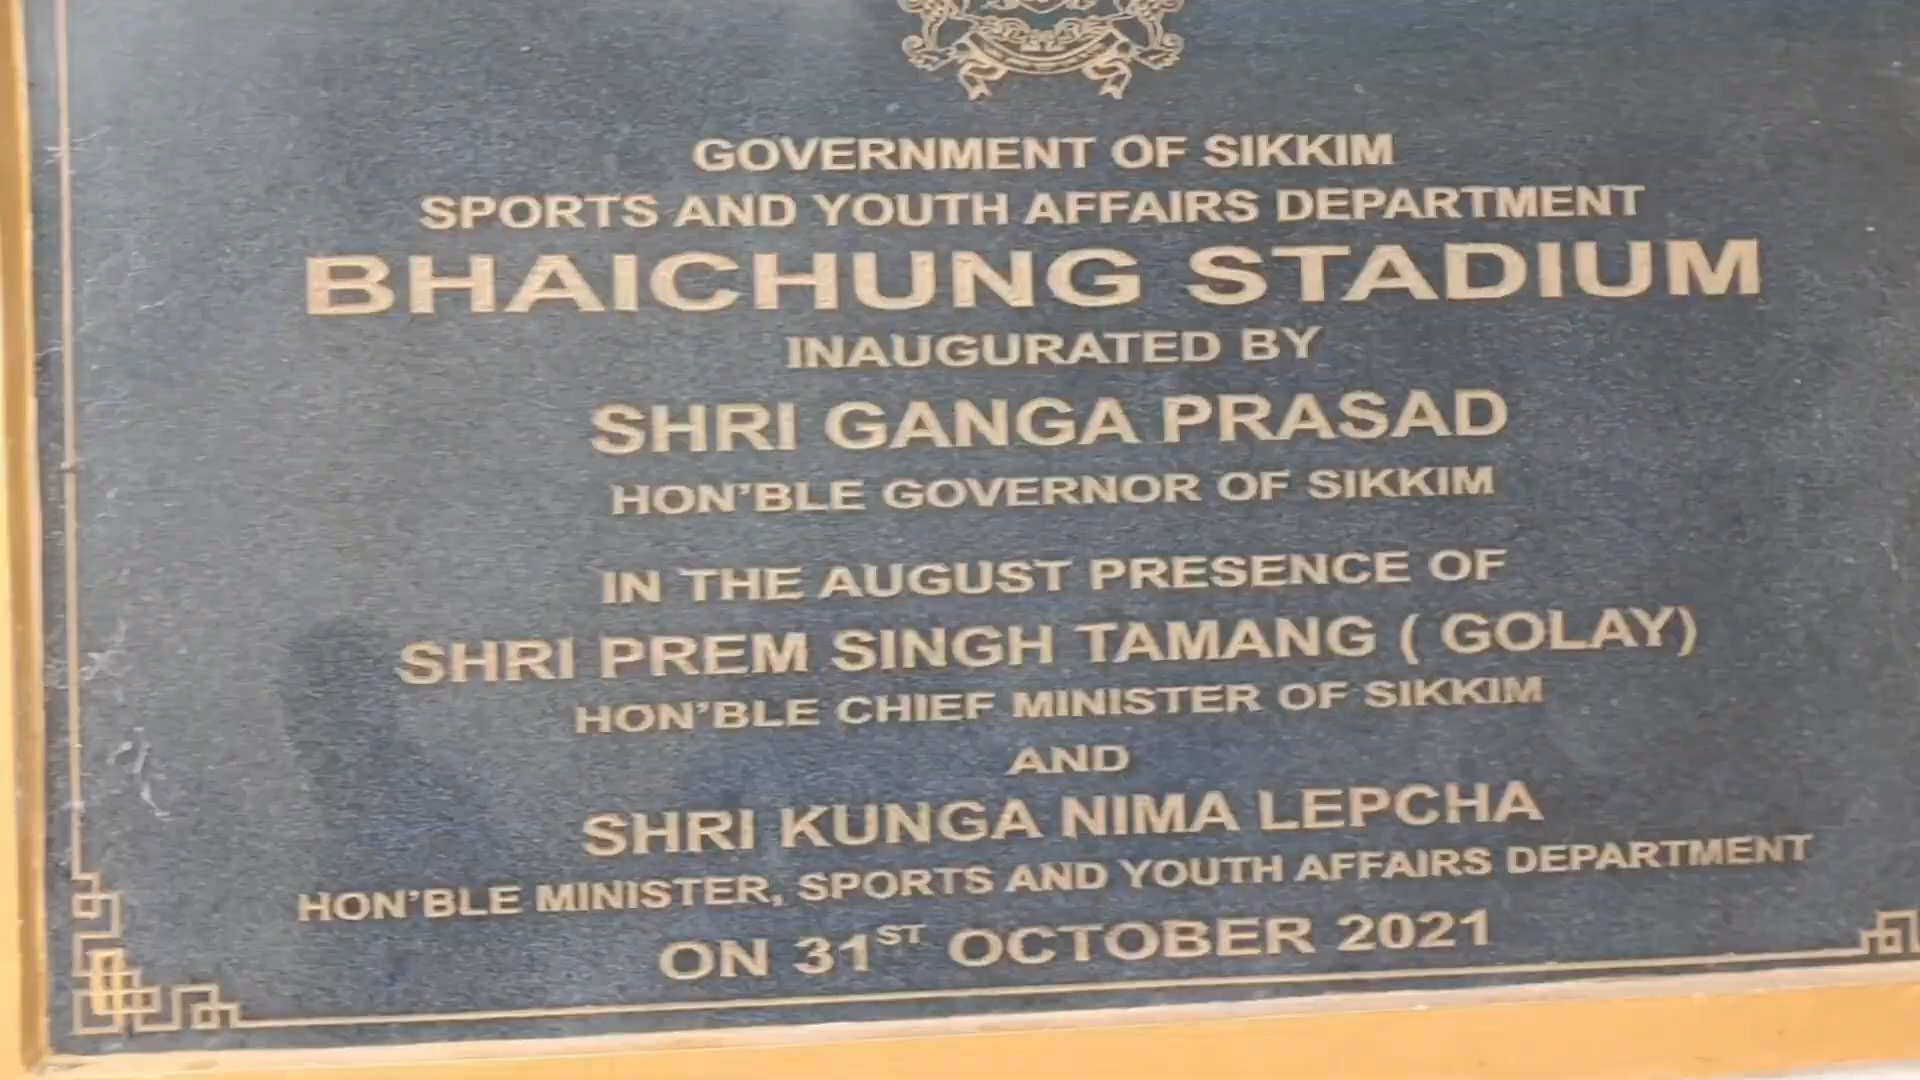 GOVERNMENT OF SIKKIM
SPORTS AND YOUTH AFFAIRS DEPARTMENT
BHAICHUNG STADIUM
INAUGURATED BY
SHRI GANGA PRASAD
HON'BLE GOVERNOR OF SIKKIM
IN THE AUGUST PRESENCE OF
SHRI PREM SINGH TAMANG ( GOLAY)
HON'BLE CHIEF MINISTER OF SIKKIM
AND
SHRI KUNGA NIMA LEPCHA
HON'BLE MINISTER, SPORTS AND YOUTH AFFAIRS DEPARTMENT
ON 31ST OCTOBER 2021